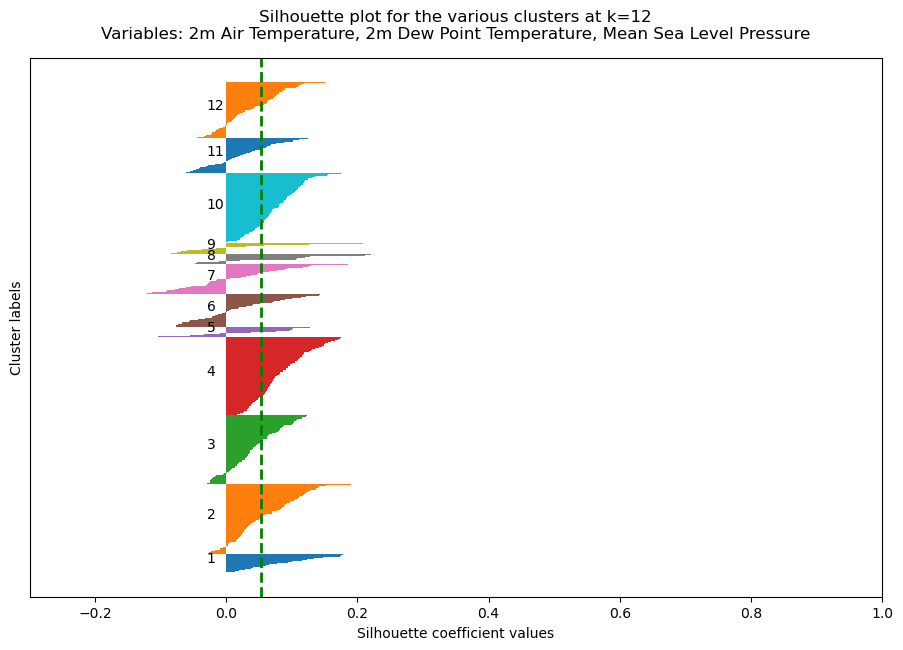 Silhouette plot for the various clusters at k=12
Variables: 2m Air Temperature, 2m Dew Point Temperature, Mean Sea Level Pressure
Cluster labels
12
11
10
9
8
7
6
5
4
3
2
1
−0.2 0.0 0.2 0.4 0.6 0.8 1.0
Silhouette coefficient values